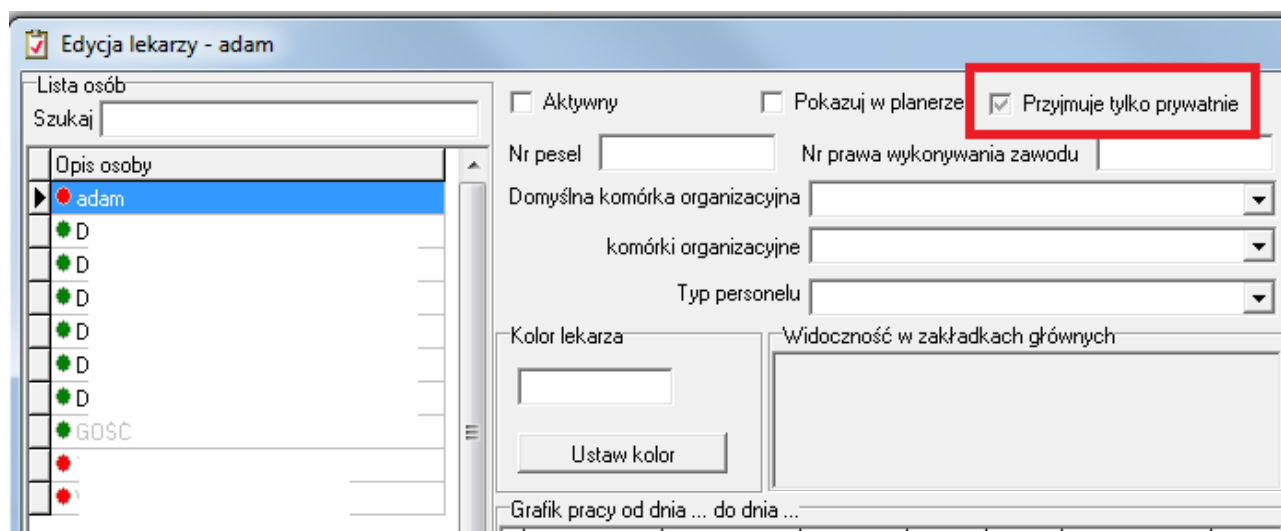 Edycja lekarzy - adam
Lista osób
Szukaj
Opis osoby
adam
D
D
D
D
D
D
GOŚĆ
Aktywny
Pokazuj w planerze
Przyjmuje tylko prywatnie
Nr pesel
Nr prawa wykonywania zawodu
Domyślna komórka organizacyjna
komórki organizacyjne
Typ personelu
Kolor lekarza
Ustaw kolor
Widoczność w zakładkach głównych
Grafik pracy od dnia ... do dnia ...